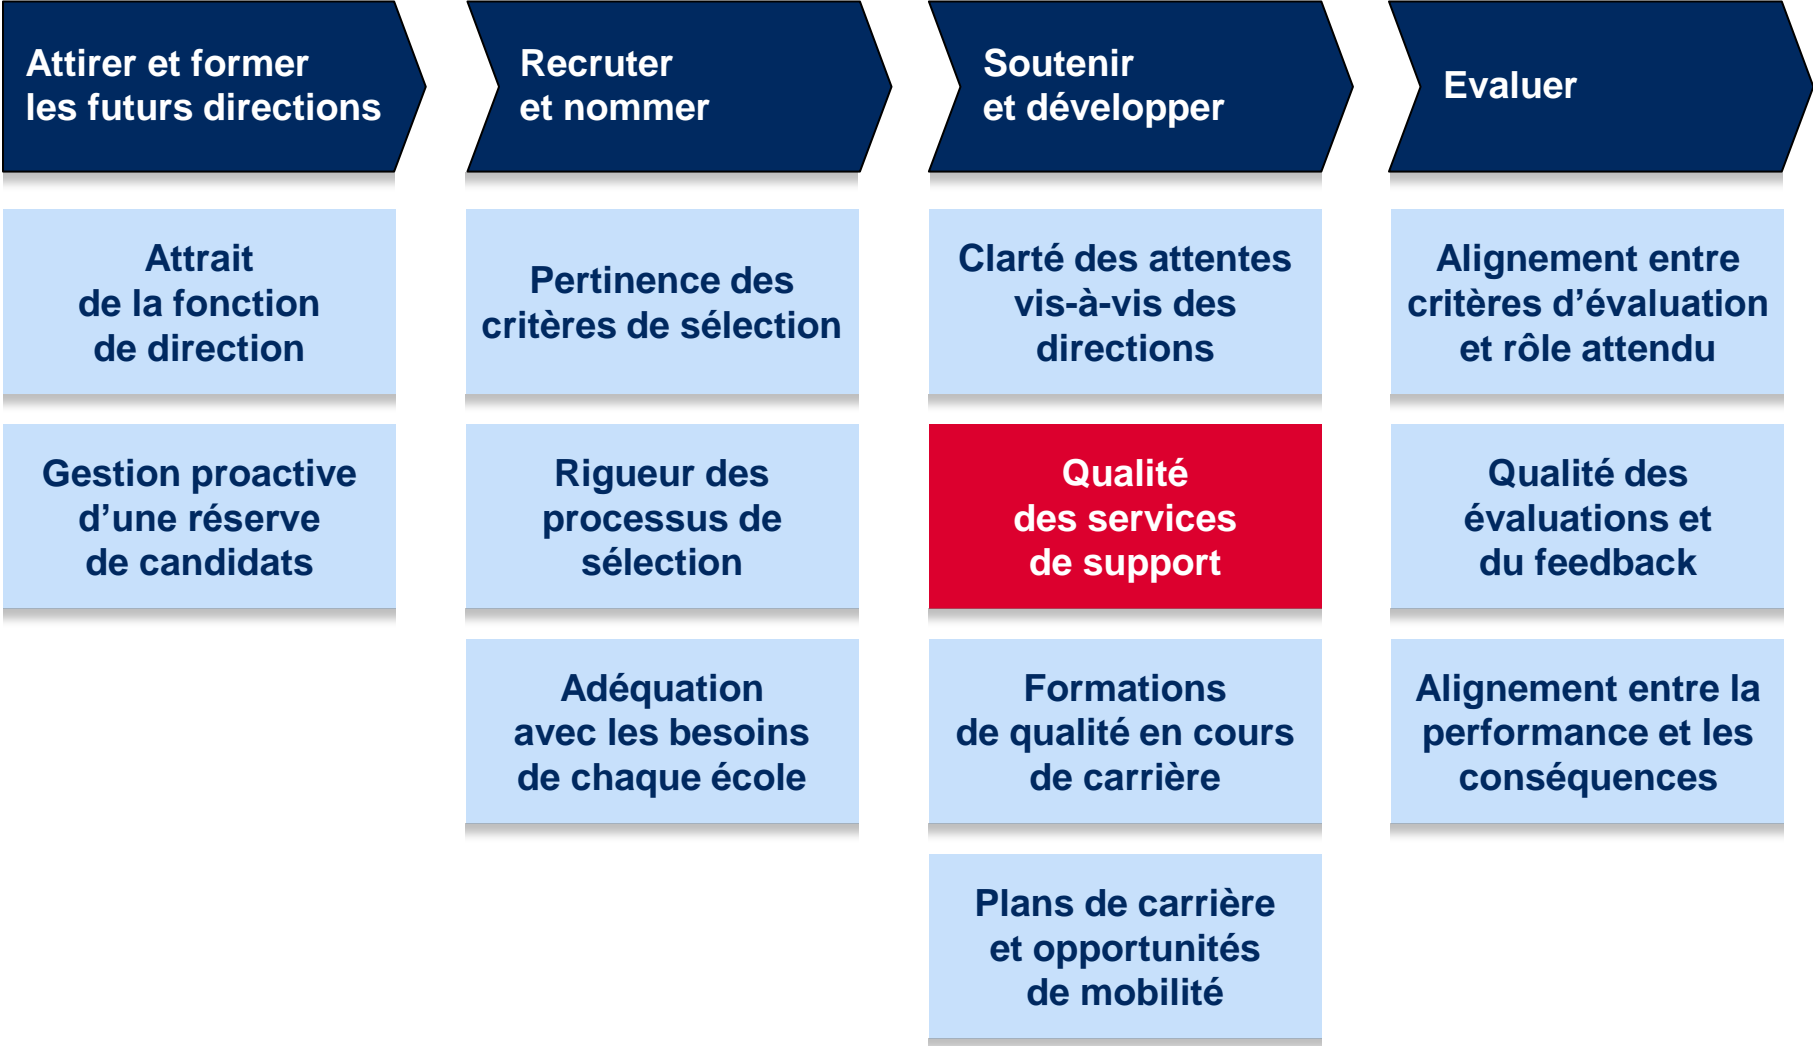 Attirer et former
les futurs directions
Recruter
et nommer
Soutenir
et développer
Evaluer
Attrait
de la fonction
de direction
Pertinence des
critères de sélection
Clarté des attentes
vis-à-vis des
directions
Alignement entre
critères d’évaluation
et rôle attendu
Gestion proactive
d’une réserve
de candidats
Rigueur des
processus de
sélection
Qualité
des services
de support
Qualité des
évaluations et
du feedback
Adéquation
avec les besoins
de chaque école
Formations
de qualité en cours
de carrière
Alignement entre la
performance et les
conséquences
Plans de carrière
et opportunités
de mobilité